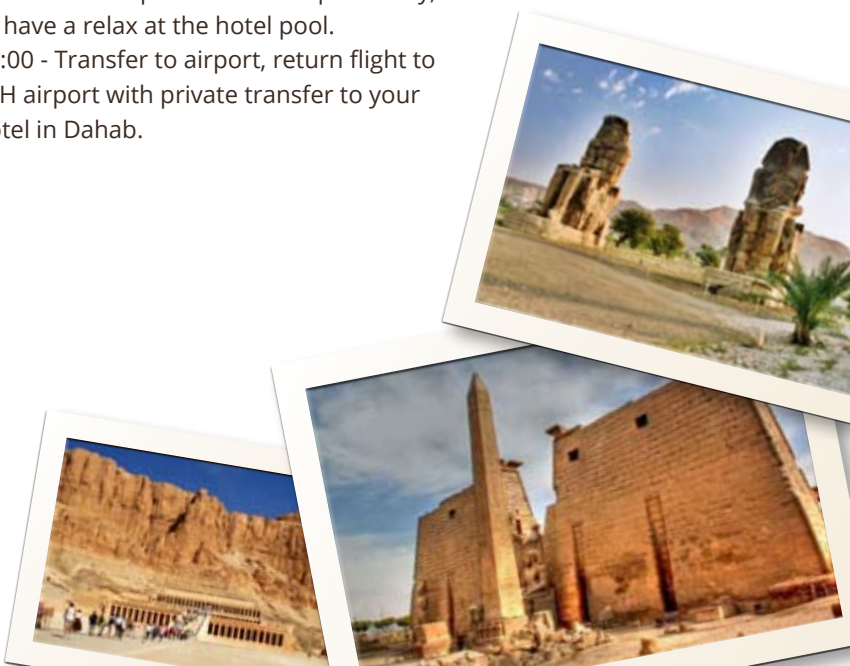 have a relax at the hotel pool.
:00 - Transfer to airport, return flight to
H airport with private transfer to your
tel in Dahab.